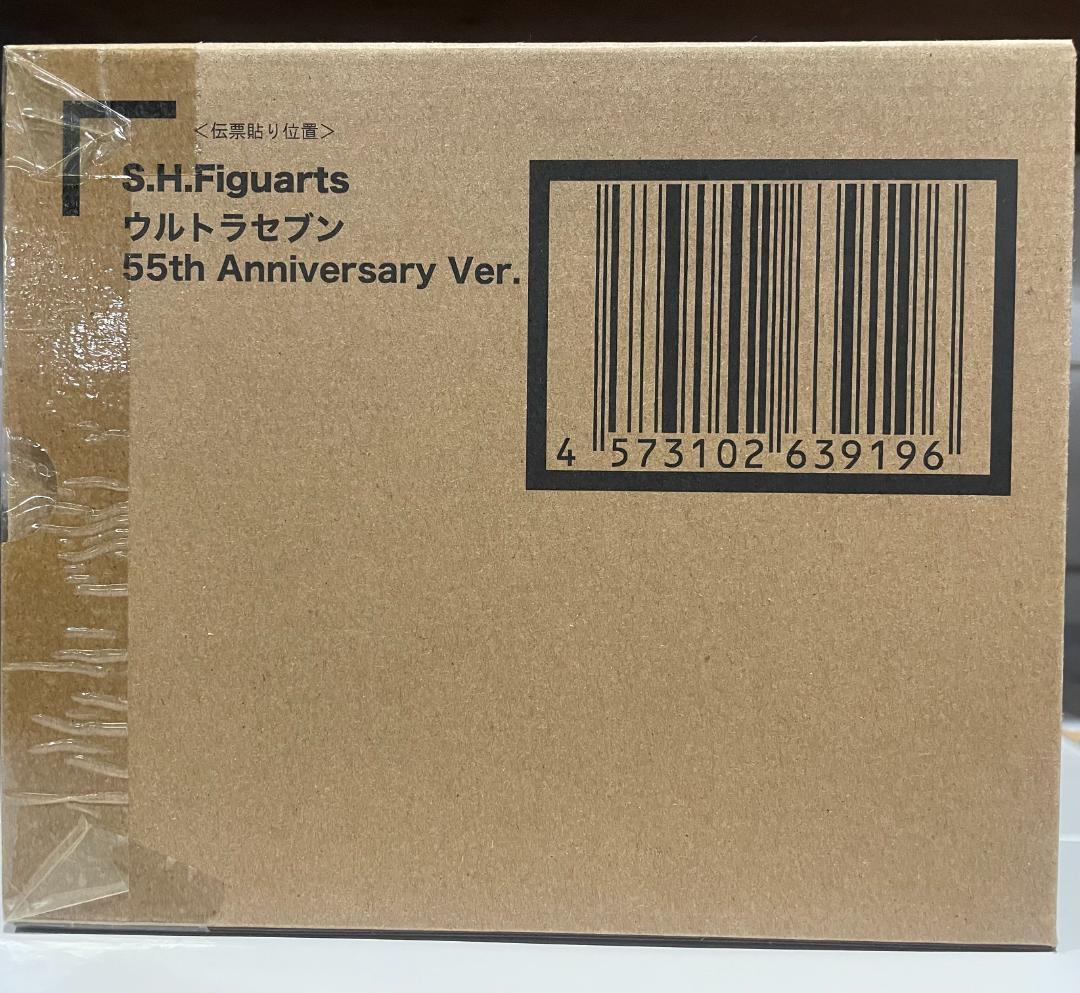 ＜伝票貼り位置＞
S.H.Figuarts
ウルトラセブン
55th Anniversary Ver.
4 573102 639196